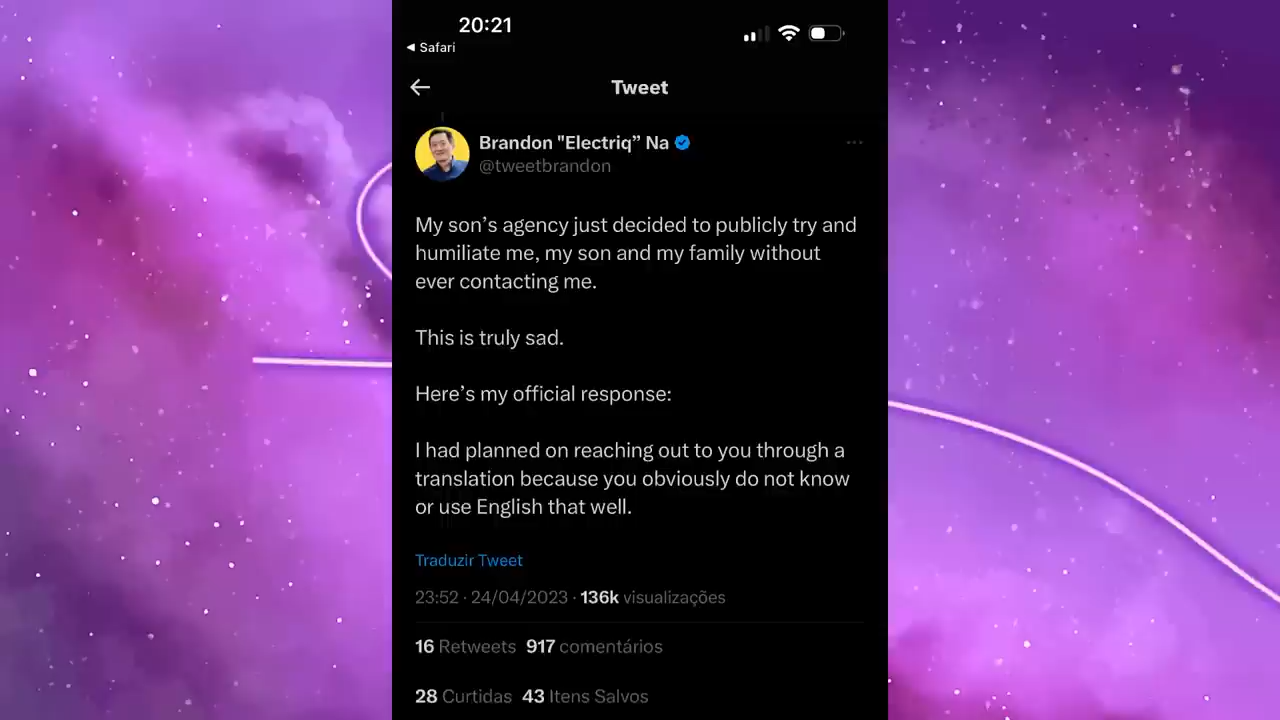 20:21
◀ Safari
Tweet
Brandon "Electriq” Na
@tweetbrandon
My son’s agency just decided to publicly try and
humiliate me, my son and my family without
ever contacting me.
This is truly sad.
Here’s my official response:
I had planned on reaching out to you through a
translation because you obviously do not know
or use English that well.
Traduzir Tweet
23:52 · 24/04/2023 · 136k visualizações
16 Retweets 917 comentários
28 Curtidas 43 Itens Salvos